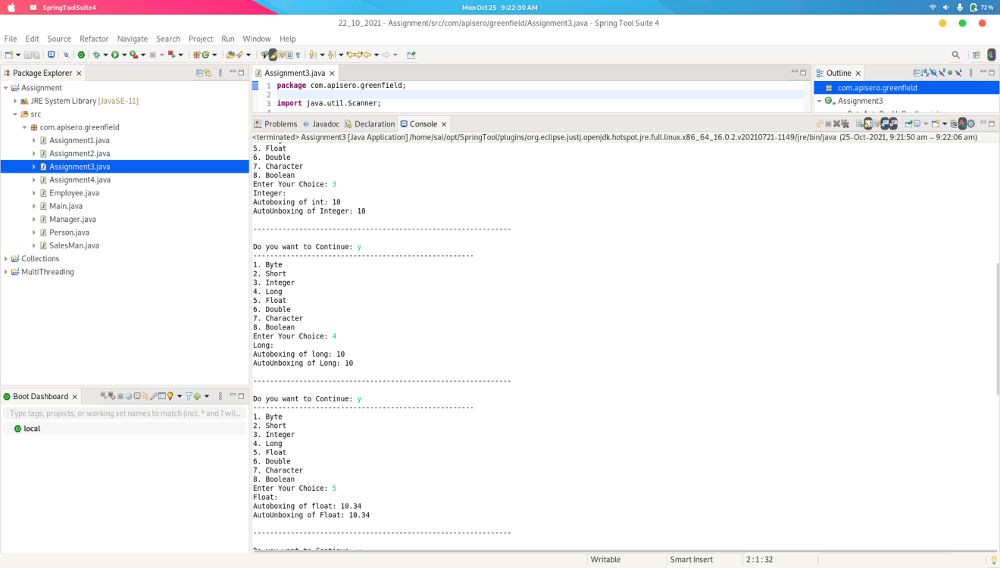 SpringToolSuite4
Mon Oct 25 9:22:30 AM
72 %
22_10_2021 - Assignment/src/com/apisero/greenfield/Assignment3.java - Spring Tool Suite 4
File Edit Source Refactor Navigate Search Project Run Window Help
Package Explorer
Assignment
JRE System Library [JavaSE-11]
src
com.apisero.greenfield
Assignment1.java
Assignment2.java
Assignment3.java
Assignment4.java
Employee.java
Main.java
Manager.java
Person.java
SalesMan.java
Collections
MultiThreading
Boot Dashboard
Type tags, projects, or working set names to match (incl. * and ? wil...
local
Assignment3.java
1 package com.apisero.greenfield;
2
3 import java.util.Scanner;
Outline
com.apisero.greenfield
Assignment3
Problems Javadoc Declaration Console
<terminated> Assignment3 [Java Application] /home/sai/opt/SpringTool/plugins/org.eclipse.justj.openjdk.hotspot.jre.full.linux.x86_64_16.0.2.v20210721-1149/jre/bin/java (25-Oct-2021, 9:21:50 am – 9:22:06 am)
5. Float
6. Double
7. Character
8. Boolean
Enter Your Choice: 3
Integer:
Autoboxing of int: 10
AutoUnboxing of Integer: 10
--------------------------------------------------------------
Do you want to Continue: y
-----------------------------------------------------
1. Byte
2. Short
3. Integer
4. Long
5. Float
6. Double
7. Character
8. Boolean
Enter Your Choice: 4
Long:
Autoboxing of long: 10
AutoUnboxing of Long: 10
--------------------------------------------------------------
Do you want to Continue: y
-----------------------------------------------------
1. Byte
2. Short
3. Integer
4. Long
5. Float
6. Double
7. Character
8. Boolean
Enter Your Choice: 5
Float:
Autoboxing of float: 10.34
AutoUnboxing of Float: 10.34
--------------------------------------------------------------
Writable
Smart Insert
2 : 1 : 32